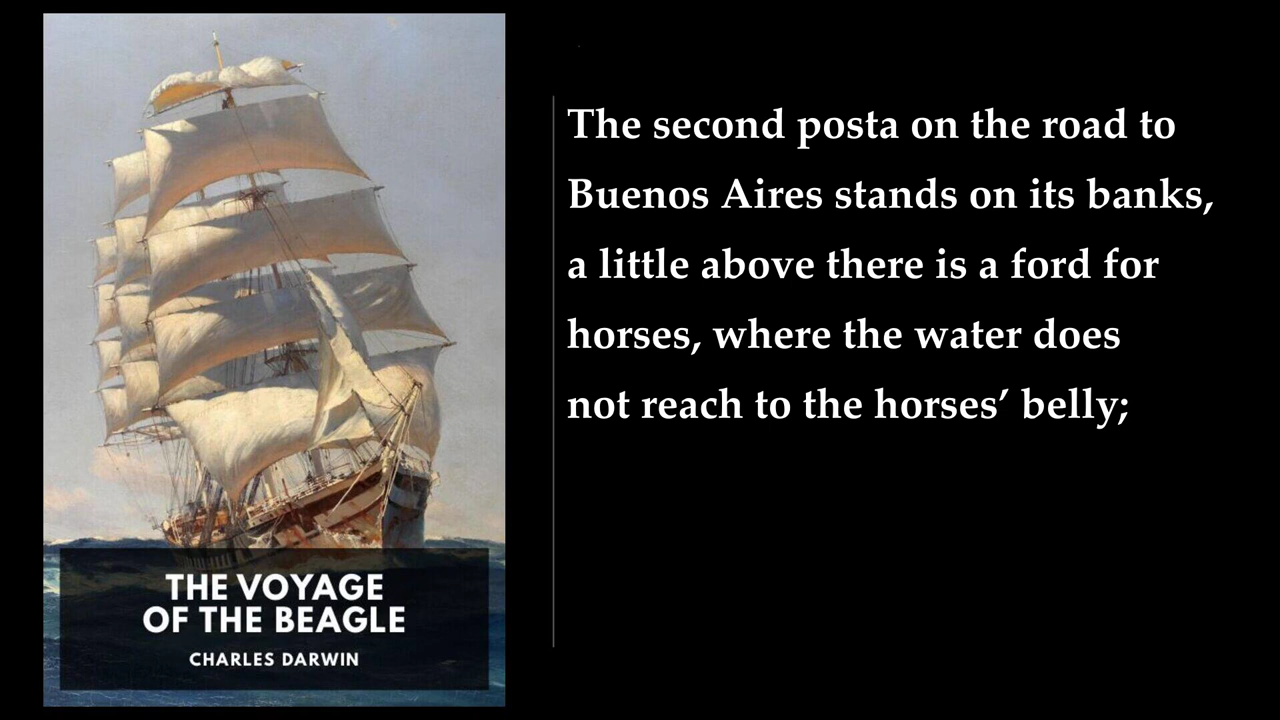 THE VOYAGE
OF THE BEAGLE
CHARLES DARWIN
The second posta on the road to
Buenos Aires stands on its banks,
a little above there is a ford for
horses, where the water does
not reach to the horses’ belly;